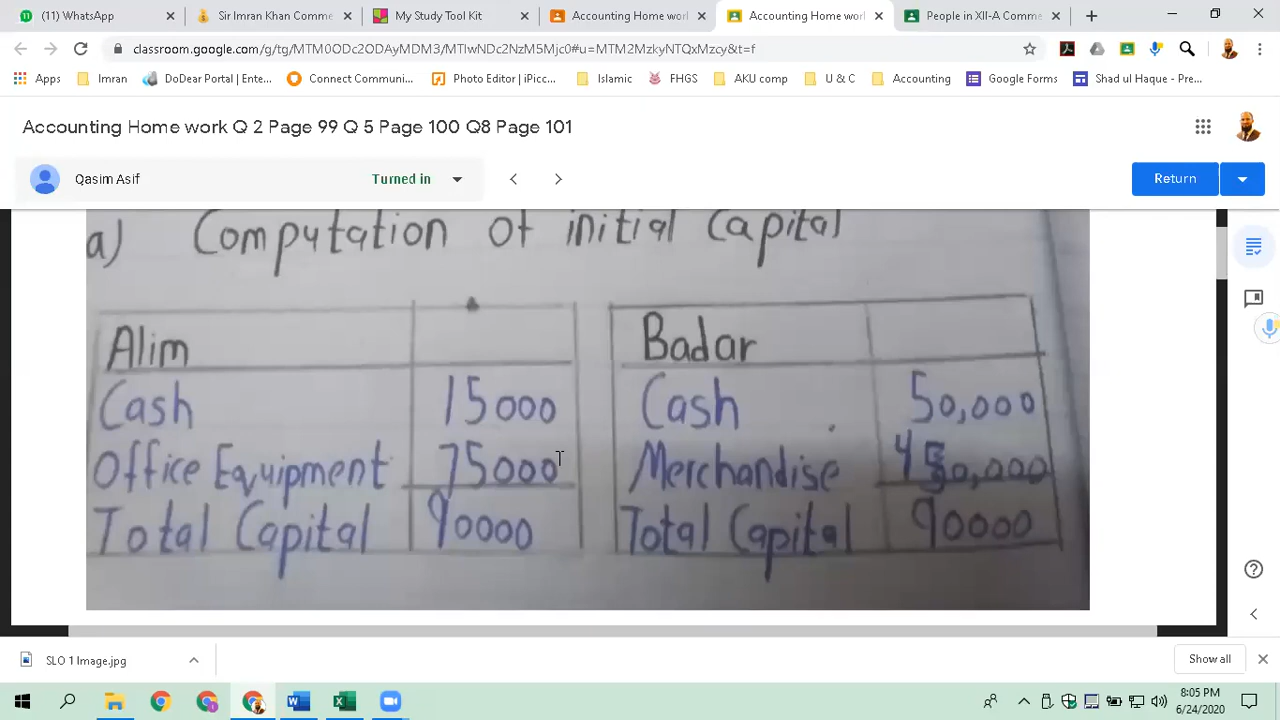 (11) WhatsApp
Sir Imran Khan Comme
My Study Tool Kit
Accounting Home work
Accounting Home work
People in XII-A Comme
classroom.google.com/g/tg/MTM0ODc2ODAyMDM3/MTIwNDc2NzM5Mjc0#u=MTM2MzkyNTQxMzcy&t=f
Apps
Imran
DoDear Portal | Ente...
Connect Communi...
Photo Editor | iPicc...
Islamic
FHGS
AKU comp
U & C
Accounting
Google Forms
Shad ul Haque - Pre...
Accounting Home work Q 2 Page 99 Q 5 Page 100 Q8 Page 101
Qasim Asif
Turned in
Return
a) Computation of initial Capital
Alim
Cash 15000
Office Equipment 75000
Total Capital 90000
Badar
Cash 50,000
Merchandise
Total Capital 90000
SLO 1 Image.jpg
Show all
8:05 PM
6/24/2020